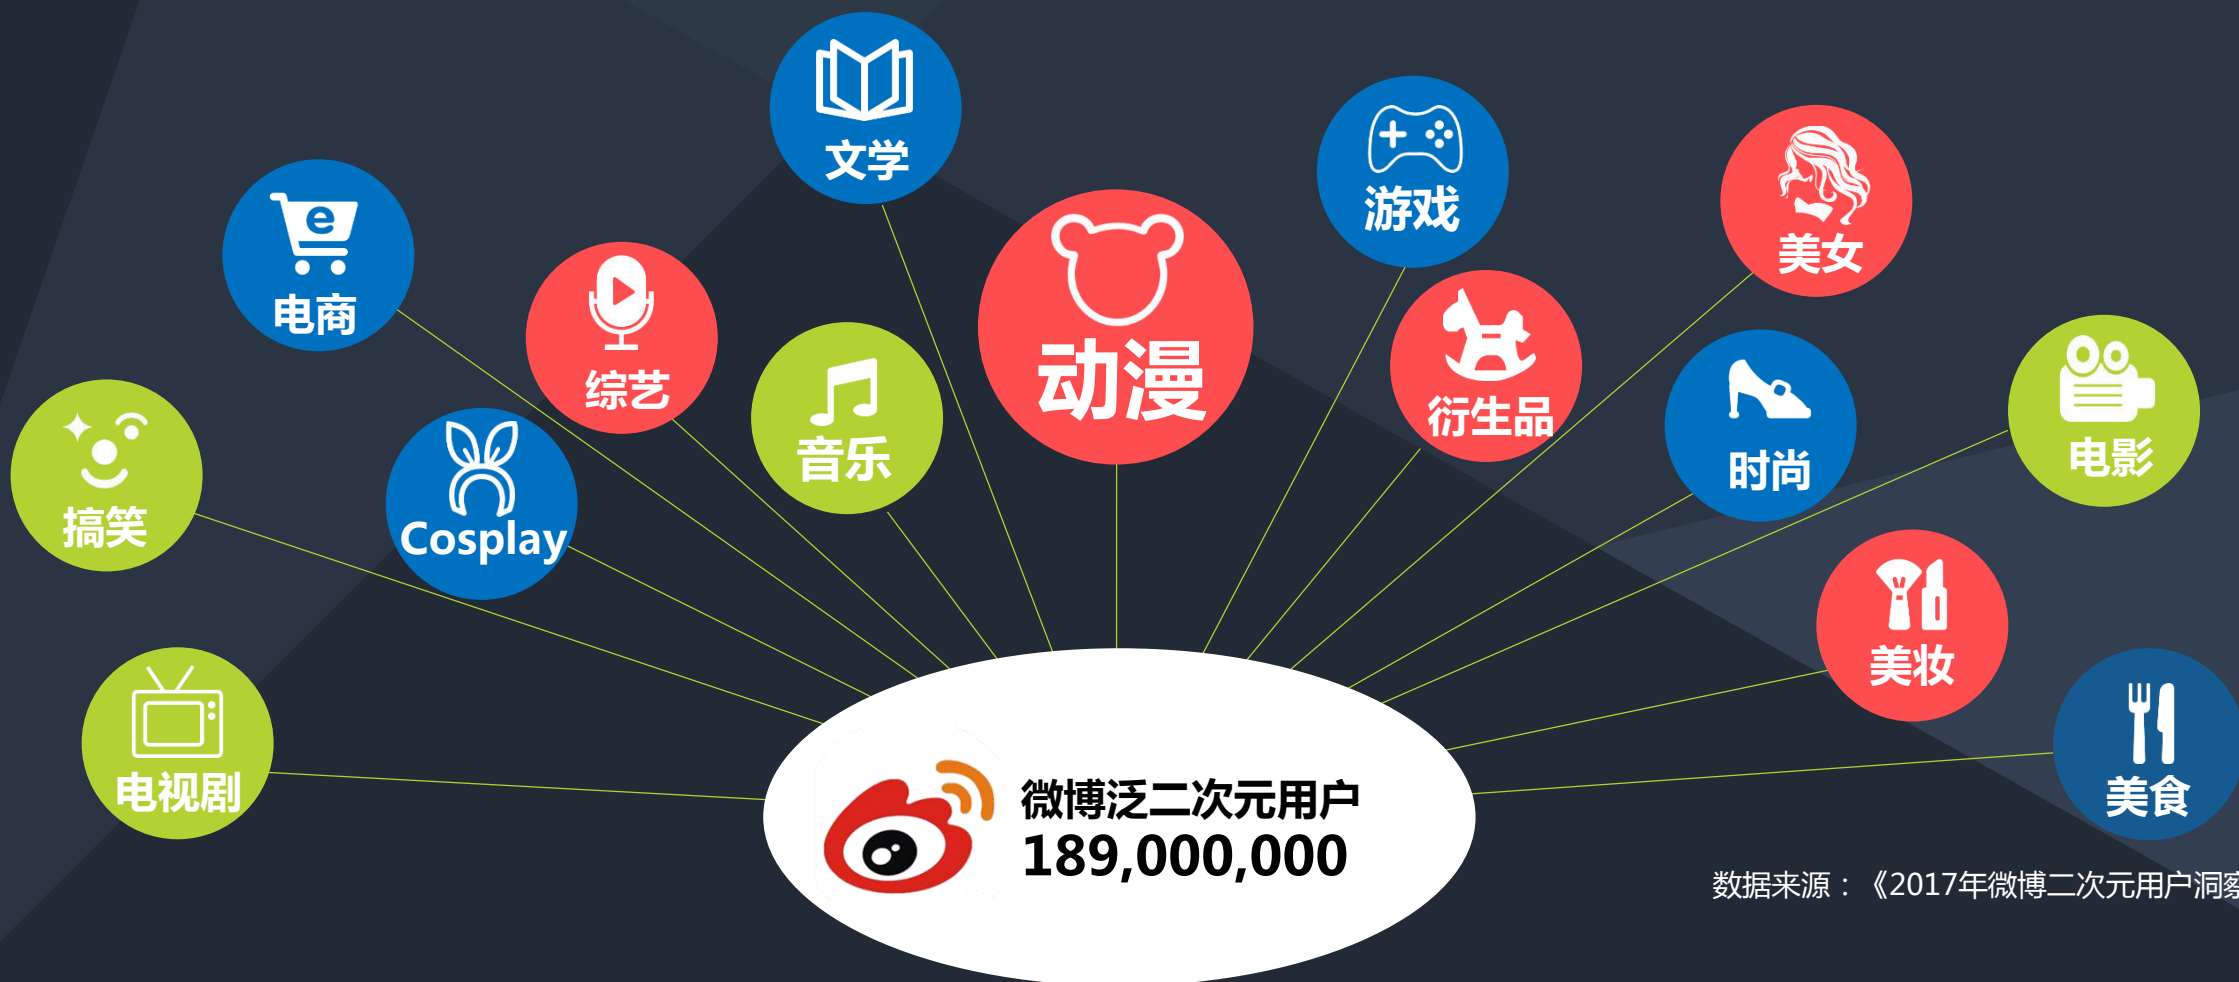 文学
游戏
美女
电商
动漫
综艺
衍生品
音乐
时尚
电影
搞笑
Cosplay
美妆
电视剧
美食
微博泛二次元用户
189,000,000
数据来源：《2017年微博二次元用户洞察